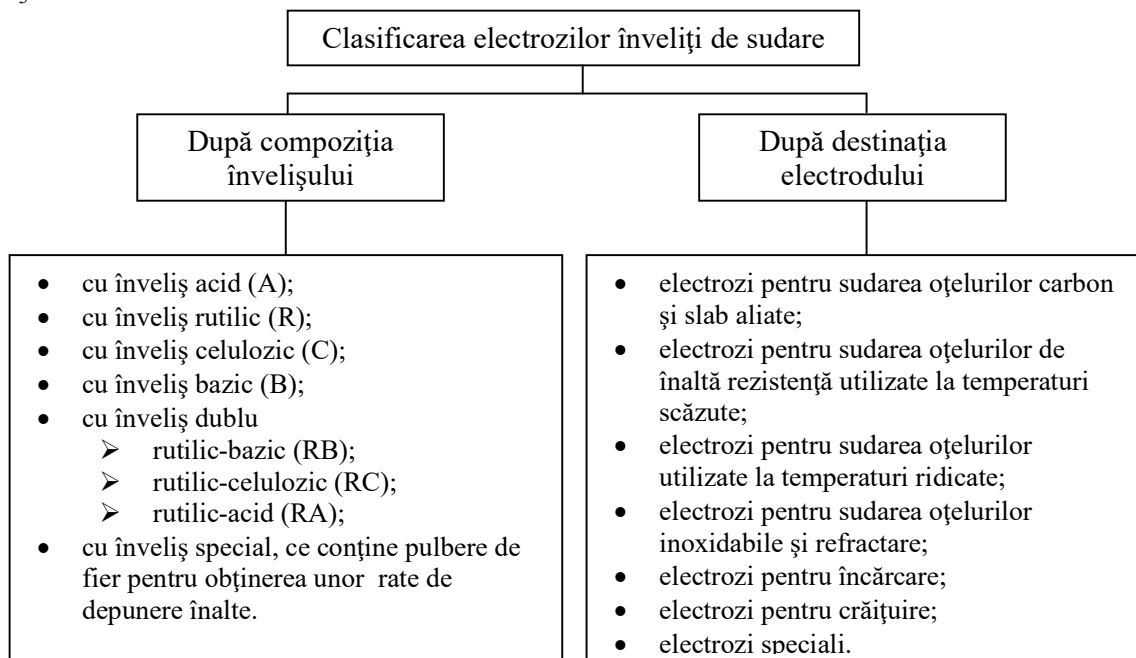 Clasificarea electrozilor înveliţi de sudare
După compoziţia
învelişului
După destinaţia
electrodului
• cu înveliş acid (A);
• cu înveliş rutilic (R);
• cu înveliş celulozic (C);
• cu înveliş bazic (B);
• cu înveliş dublu
➢ rutilic-bazic (RB);
➢ rutilic-celulozic (RC);
➢ rutilic-acid (RA);
• cu înveliş special, ce conţine pulbere de
fier pentru obţinerea unor rate de
depunere înalte.
• electrozi pentru sudarea oţelurilor carbon
şi slab aliate;
• electrozi pentru sudarea oţelurilor de
înaltă rezistenţă utilizate la temperaturi
scăzute;
• electrozi pentru sudarea oţelurilor
utilizate la temperaturi ridicate;
• electrozi pentru sudarea oţelurilor
inoxidabile şi refractare;
• electrozi pentru încărcare;
• electrozi pentru crăiţuire;
• electrozi speciali.